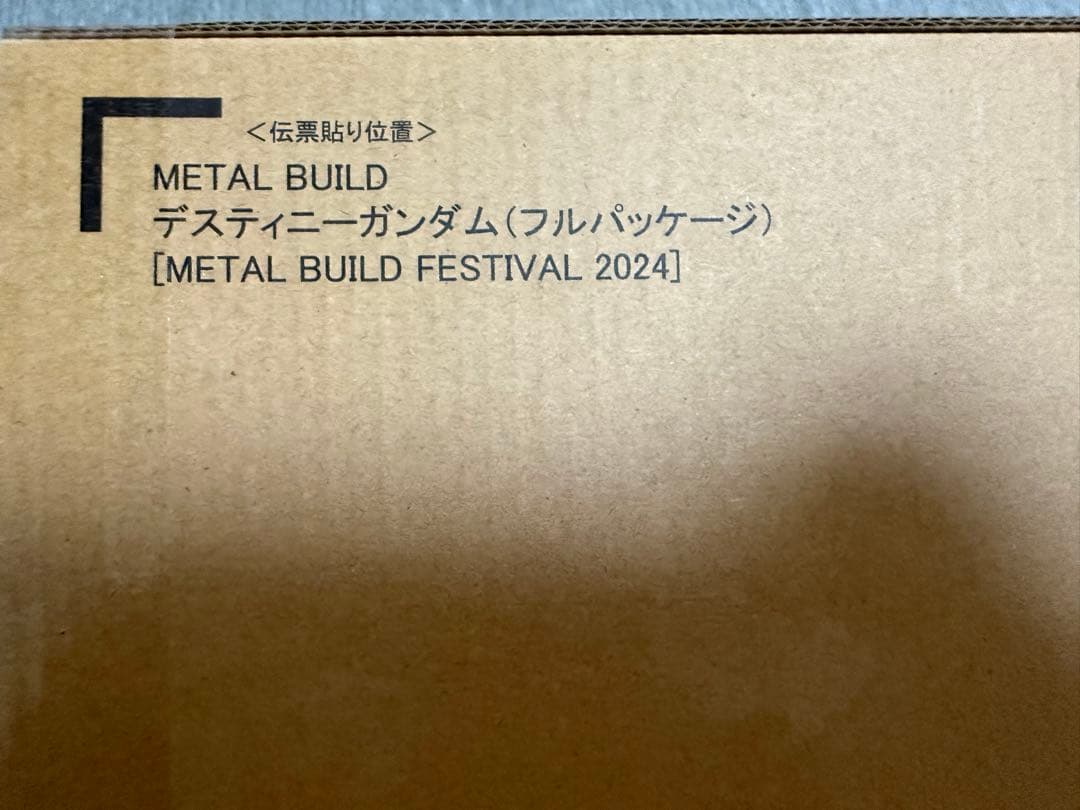 ＜伝票貼り位置＞
METAL BUILD
デスティニーガンダム（フルパッケージ）
[METAL BUILD FESTIVAL 2024]